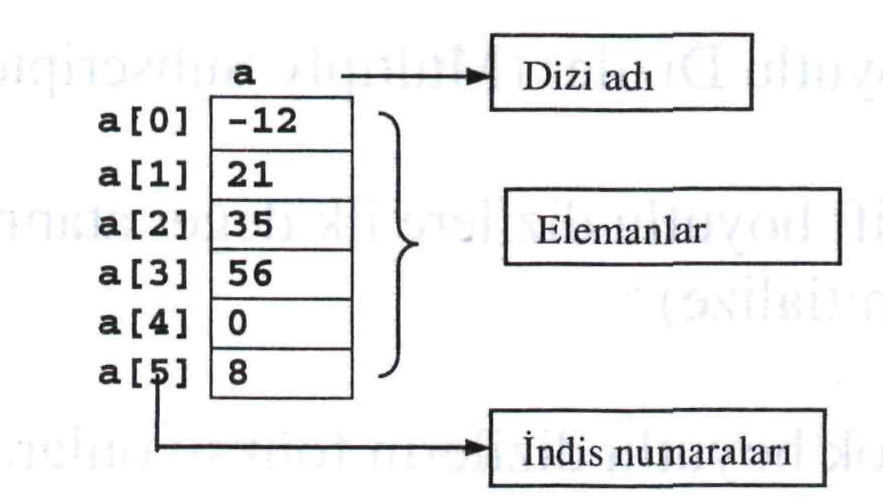 a
Dizi adı
a[0] -12
a[1] 21
a[2] 35
Elemanlar
a[3] 56
a[4] 0
a[5] 8
İndis numaraları